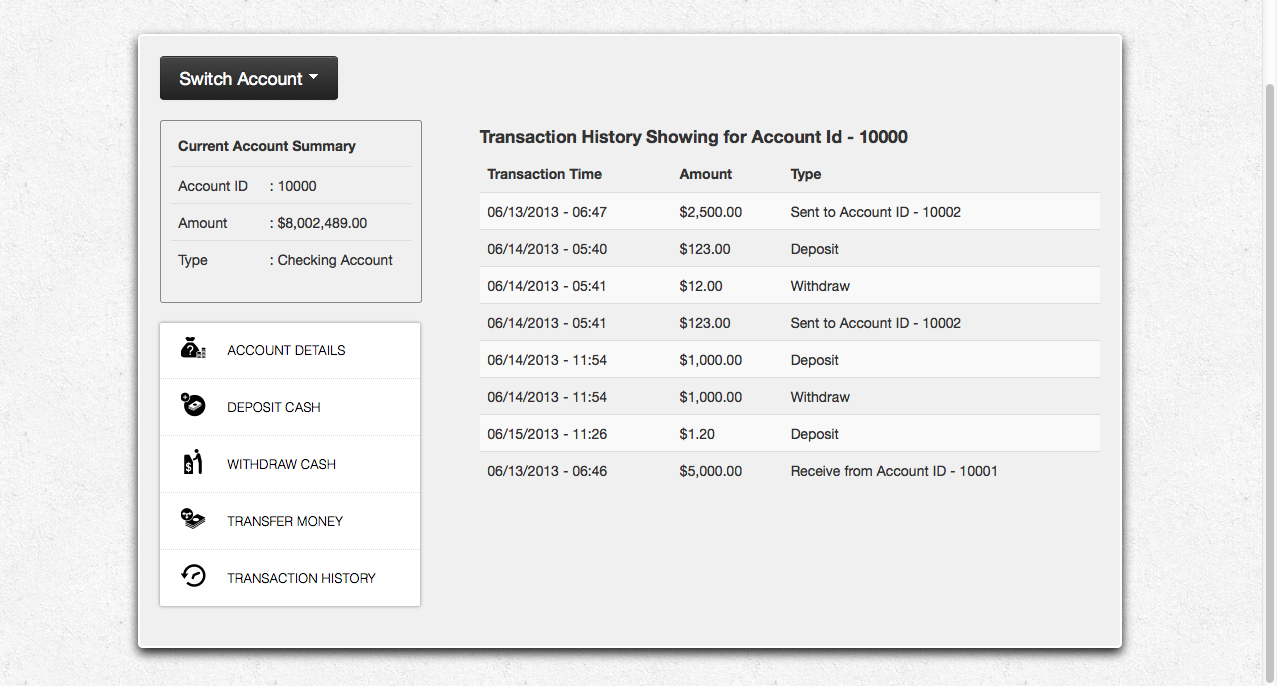 Switch Account
Current Account Summary
Account ID : 10000
Amount : $8,002,489.00
Type : Checking Account
ACCOUNT DETAILS
DEPOSIT CASH
WITHDRAW CASH
TRANSFER MONEY
TRANSACTION HISTORY
Transaction History Showing for Account Id - 10000
Transaction Time Amount Type
06/13/2013 - 06:47 $2,500.00 Sent to Account ID - 10002
06/14/2013 - 05:40 $123.00 Deposit
06/14/2013 - 05:41 $12.00 Withdraw
06/14/2013 - 05:41 $123.00 Sent to Account ID - 10002
06/14/2013 - 11:54 $1,000.00 Deposit
06/14/2013 - 11:54 $1,000.00 Withdraw
06/15/2013 - 11:26 $1.20 Deposit
06/13/2013 - 06:46 $5,000.00 Receive from Account ID - 10001